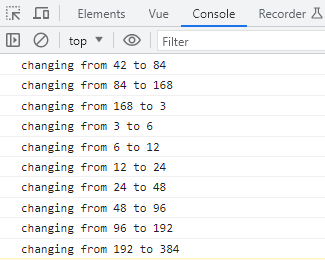 Elements Vue Console Recorder
top Filter
changing from 42 to 84
changing from 84 to 168
changing from 168 to 3
changing from 3 to 6
changing from 6 to 12
changing from 12 to 24
changing from 24 to 48
changing from 48 to 96
changing from 96 to 192
changing from 192 to 384